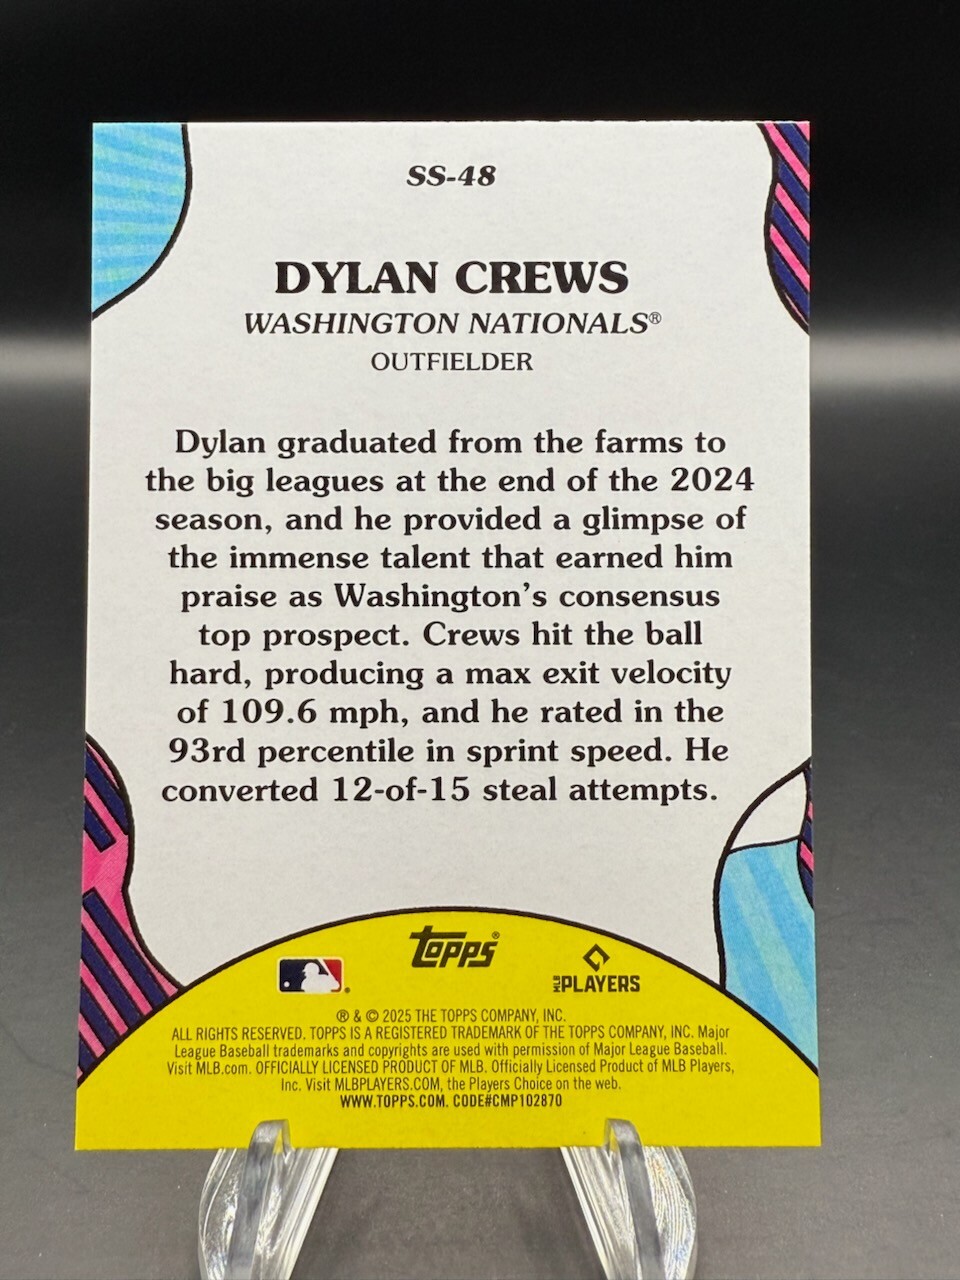 SS-48
DYLAN CREWS
WASHINGTON NATIONALS®
OUTFIELDER
Dylan graduated from the farms to
the big leagues at the end of the 2024
season, and he provided a glimpse of
the immense talent that earned him
praise as Washington's consensus
top prospect. Crews hit the ball
hard, producing a max exit velocity
of 109.6 mph, and he rated in the
93rd percentile in sprint speed. He
converted 12-of-15 steal attempts.
TOPPS®
MLB PLAYERS
® & © 2025 THE TOPPS COMPANY, INC.
ALL RIGHTS RESERVED. TOPPS IS A REGISTERED TRADEMARK OF THE TOPPS COMPANY, INC. Major
League Baseball trademarks and copyrights are used with permission of Major League Baseball.
Visit MLB.com. OFFICIALLY LICENSED PRODUCT OF MLB. Officially Licensed Product of MLB Players,
Inc. Visit MLBPLAYERS.COM, the Players Choice on the web.
WWW.TOPPS.COM. CODE#CMP102870